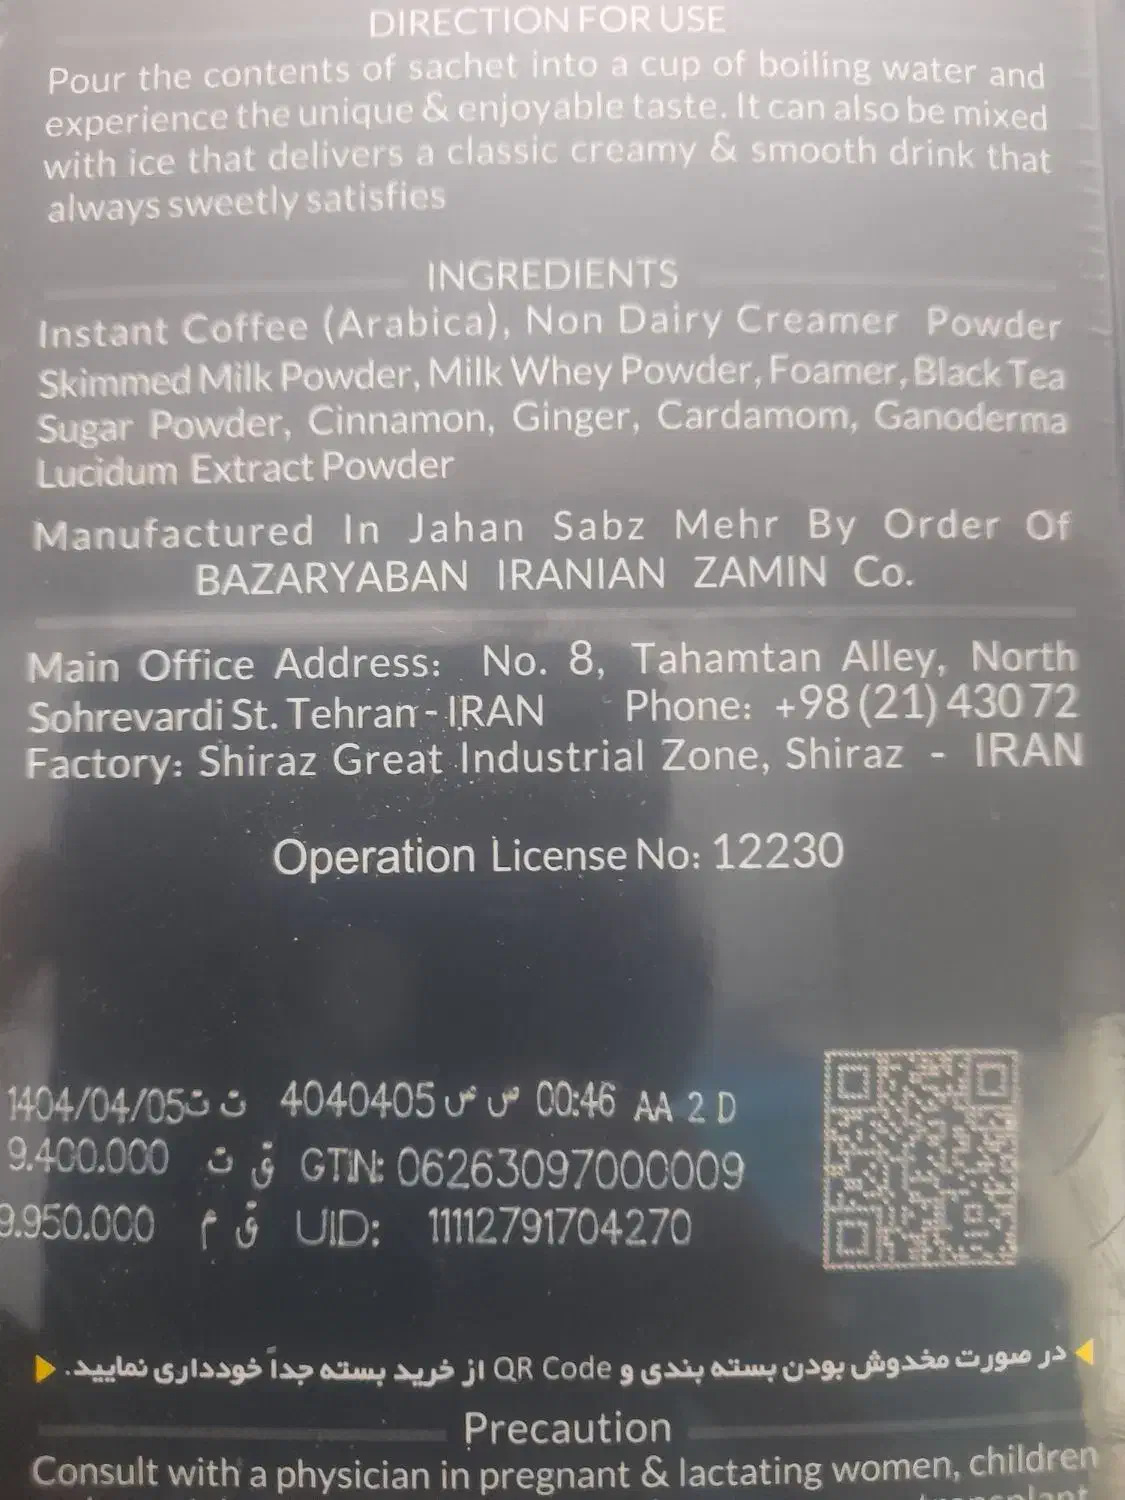 DIRECTION FOR USE
Pour the contents of sachet into a cup of boiling water and
experience the unique & enjoyable taste. It can also be mixed
with ice that delivers a classic creamy & smooth drink that
always sweetly satisfies
INGREDIENTS
Instant Coffee (Arabica), Non Dairy Creamer Powder
Skimmed Milk Powder, Milk Whey Powder, Foamer, Black Tea
Sugar Powder, Cinnamon, Ginger, Cardamom, Ganoderma
Lucidum Extract Powder
Manufactured In Jahan Sabz Mehr By Order Of
BAZARYABAN IRANIAN ZAMIN Co.
Main Office Address: No. 8, Tahamtan Alley, North
Sohrevardi St. Tehran - IRAN Phone: +98 (21) 430 72
Factory: Shiraz Great Industrial Zone, Shiraz - IRAN
Operation License No: 12230
1404/04/05 ت ت 4040405 س س 00:46 AA 2 D
9.400.000 ق ت GTIN: 06263097000009
9.950.000 ق م UID: 11112791704270
در صورت مخدوش بودن بسته بندی و QR Code از خرید بسته جداً خودداری نمایید.
Precaution
Consult with a physician in pregnant & lactating women, children
transplant